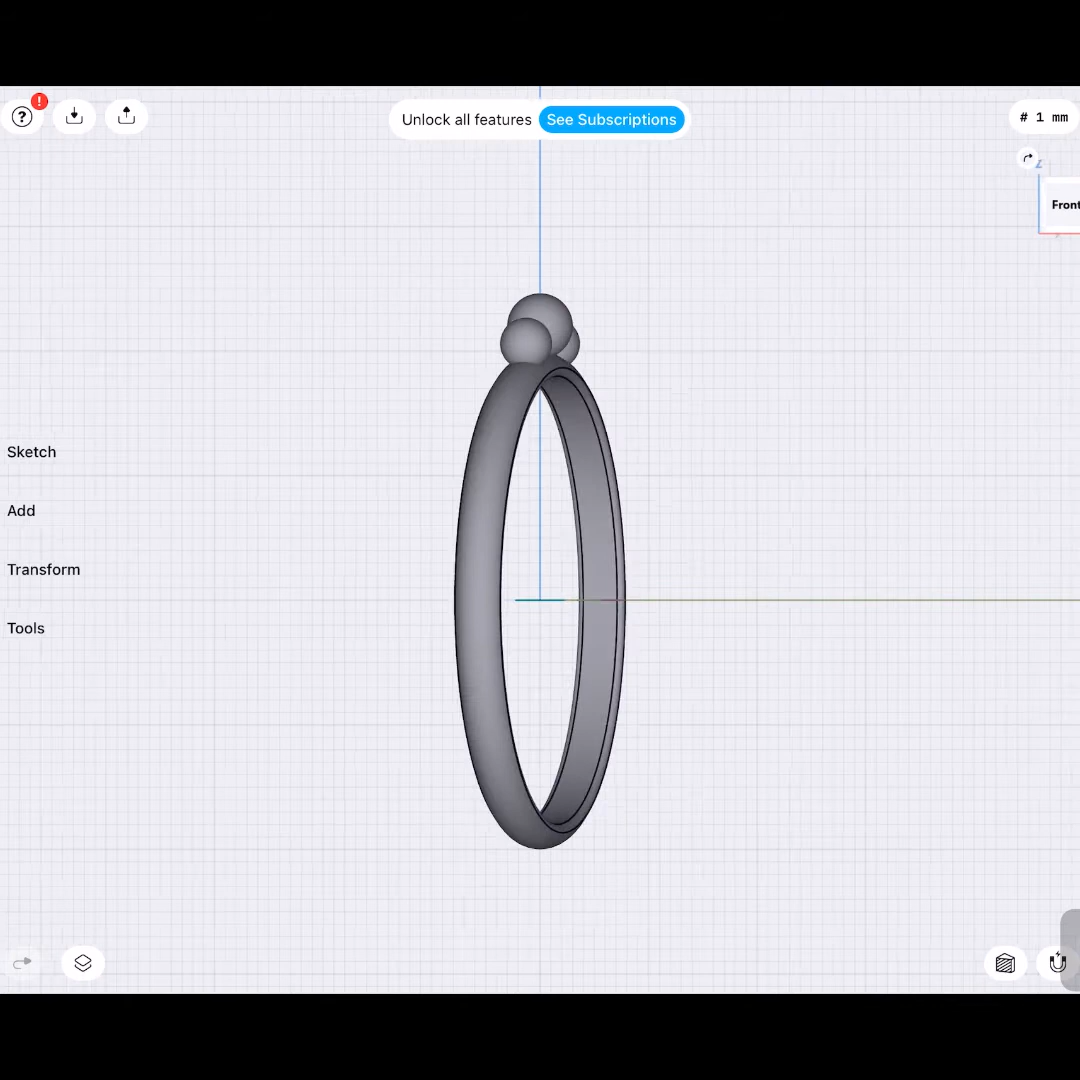 !
?
Unlock all features See Subscriptions
# 1 mm
Z
Front
Sketch
Add
Transform
Tools